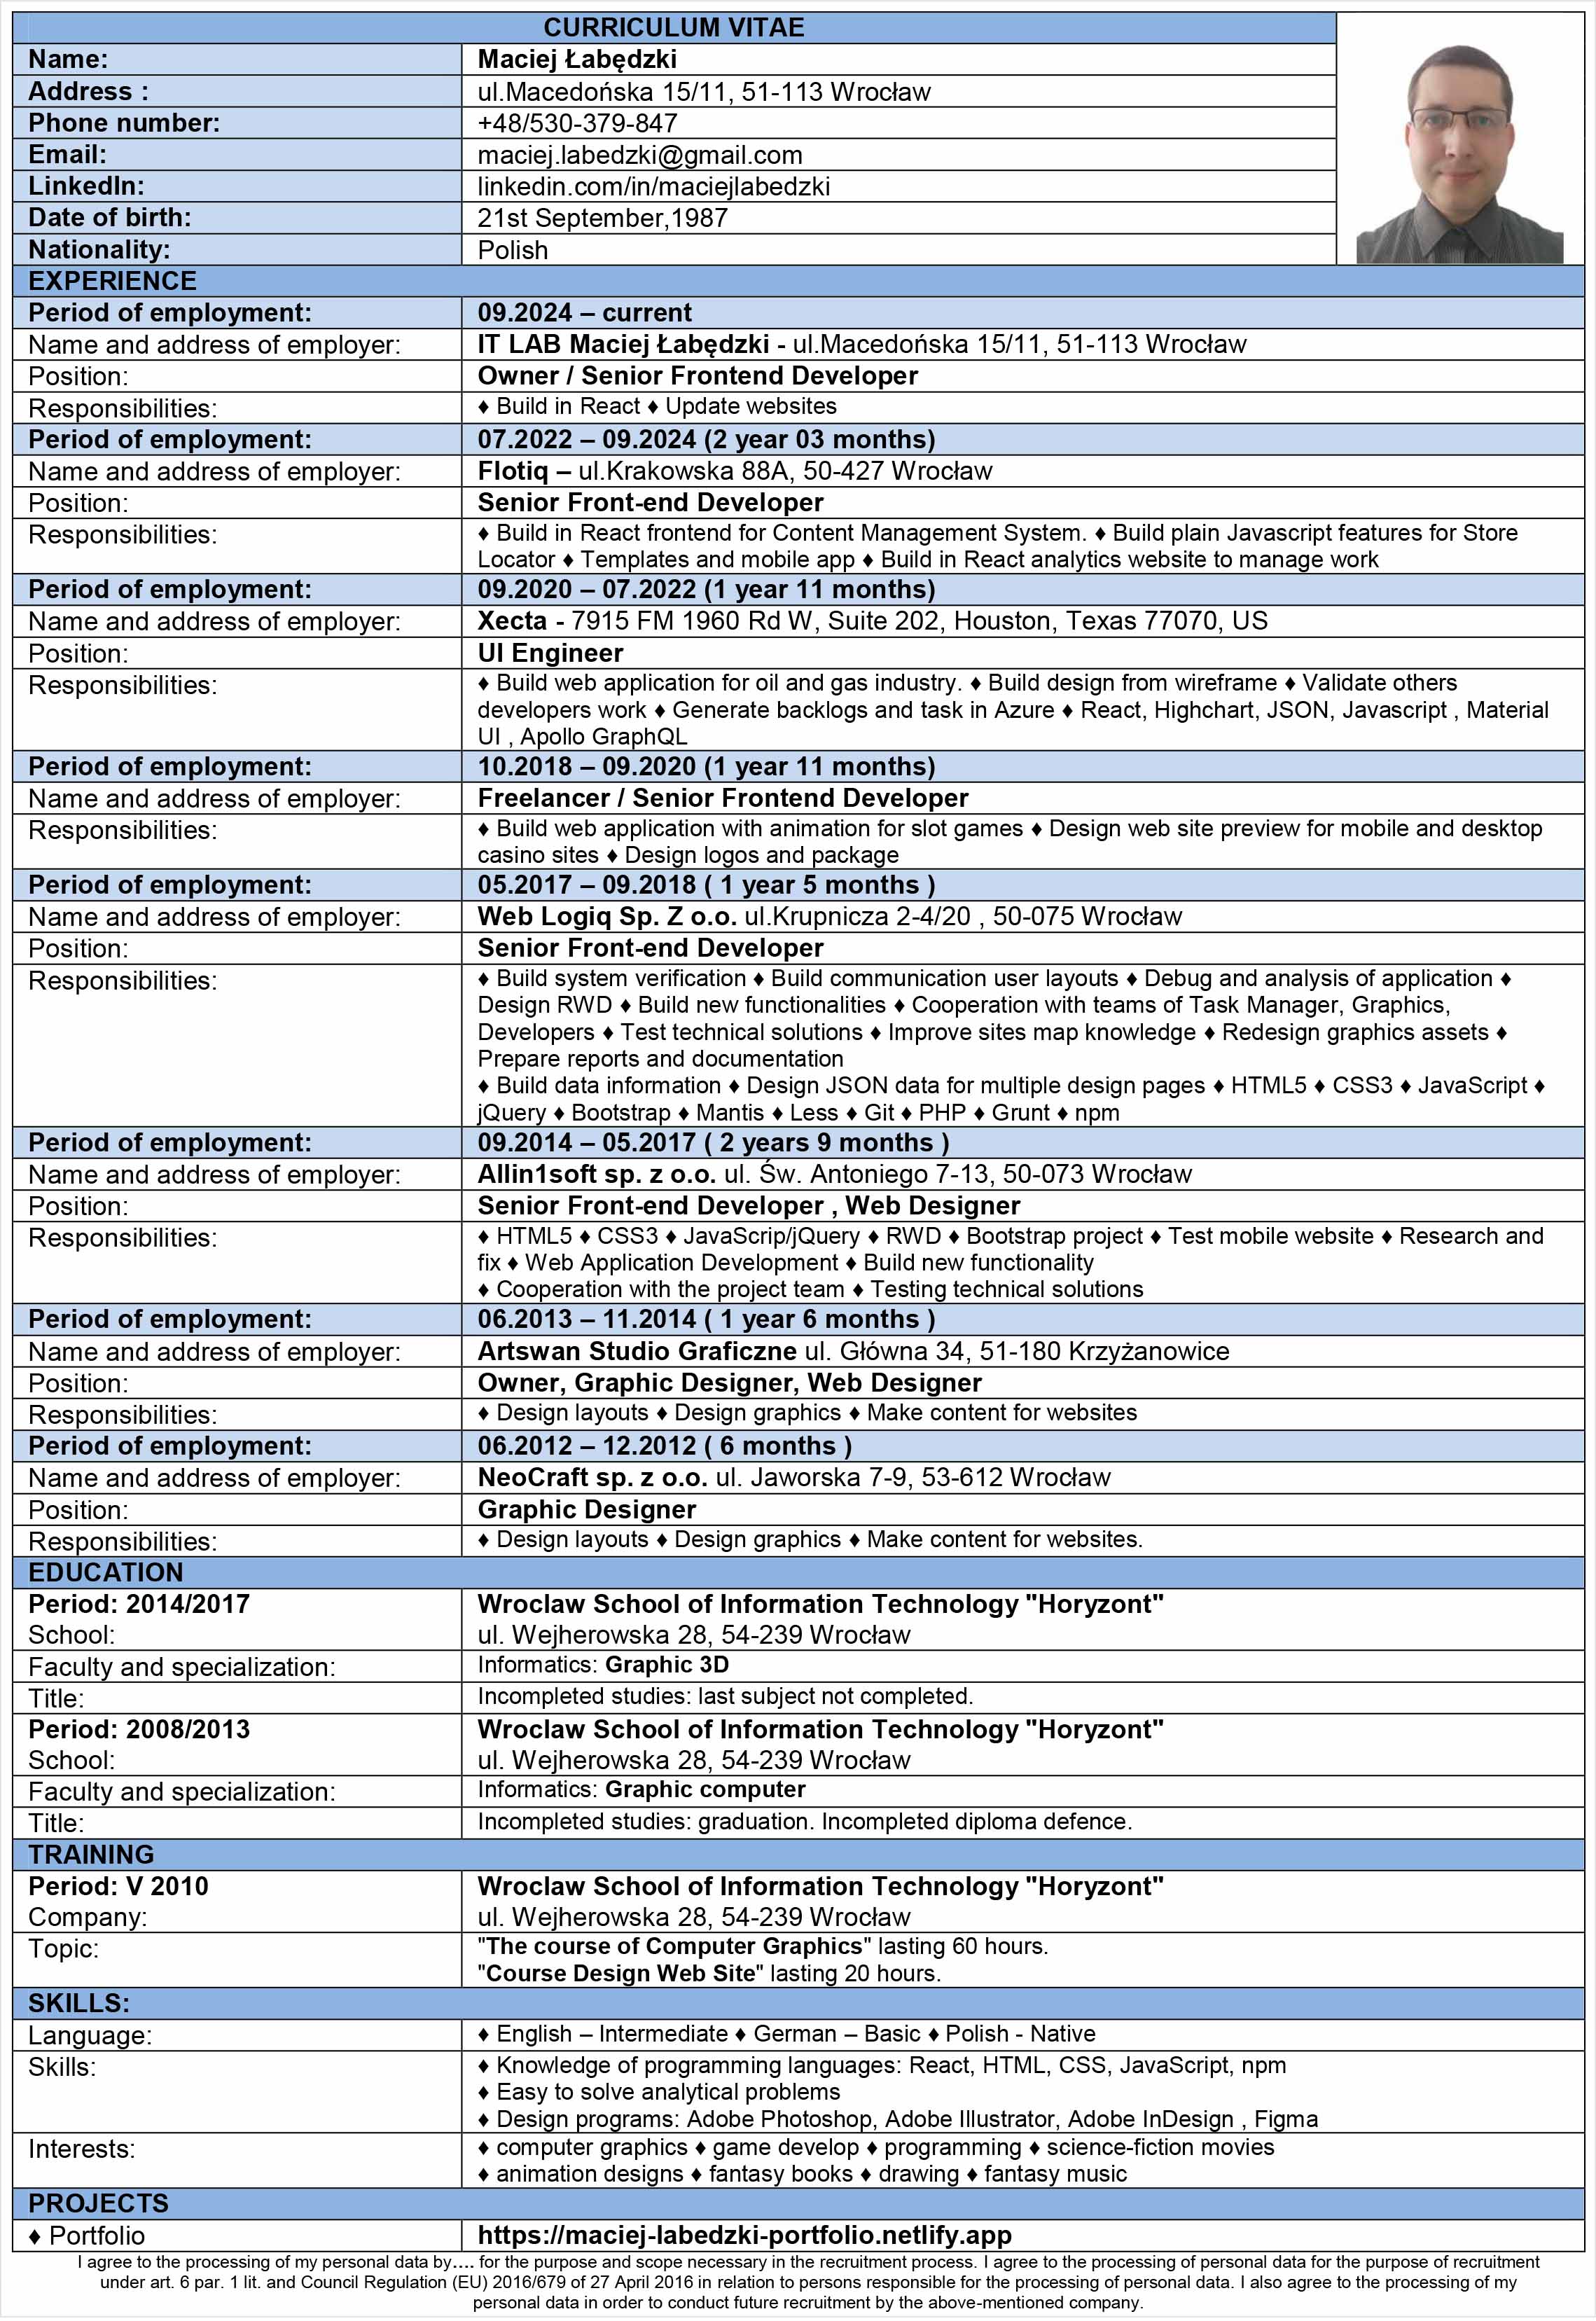 CURRICULUM VITAE
Name: Maciej Łabędzki
Address : ul.Macedońska 15/11, 51-113 Wrocław
Phone number: +48/530-379-847
Email: maciej.labedzki@gmail.com
LinkedIn: linkedin.com/in/maciejlabedzki
Date of birth: 21st September,1987
Nationality: Polish
EXPERIENCE
Period of employment: 09.2024 – current
Name and address of employer: IT LAB Maciej Łabędzki - ul.Macedońska 15/11, 51-113 Wrocław
Position: Owner / Senior Frontend Developer
Responsibilities: ♦ Build in React ♦ Update websites
Period of employment: 07.2022 – 09.2024 (2 year 03 months)
Name and address of employer: Flotiq – ul.Krakowska 88A, 50-427 Wrocław
Position: Senior Front-end Developer
Responsibilities: ♦ Build in React frontend for Content Management System. ♦ Build plain Javascript features for Store
Locator ♦ Templates and mobile app ♦ Build in React analytics website to manage work
Period of employment: 09.2020 – 07.2022 (1 year 11 months)
Name and address of employer: Xecta - 7915 FM 1960 Rd W, Suite 202, Houston, Texas 77070, US
Position: UI Engineer
Responsibilities: ♦ Build web application for oil and gas industry. ♦ Build design from wireframe ♦ Validate others
developers work ♦ Generate backlogs and task in Azure ♦ React, Highchart, JSON, Javascript , Material
UI , Apollo GraphQL
Period of employment: 10.2018 – 09.2020 (1 year 11 months)
Name and address of employer: Freelancer / Senior Frontend Developer
Responsibilities: ♦ Build web application with animation for slot games ♦ Design web site preview for mobile and desktop
casino sites ♦ Design logos and package
Period of employment: 05.2017 – 09.2018 ( 1 year 5 months )
Name and address of employer: Web Logiq Sp. Z o.o. ul.Krupnicza 2-4/20 , 50-075 Wrocław
Position: Senior Front-end Developer
Responsibilities: ♦ Build system verification ♦ Build communication user layouts ♦ Debug and analysis of application ♦
Design RWD ♦ Build new functionalities ♦ Cooperation with teams of Task Manager, Graphics,
Developers ♦ Test technical solutions ♦ Improve sites map knowledge ♦ Redesign graphics assets ♦
Prepare reports and documentation
♦ Build data information ♦ Design JSON data for multiple design pages ♦ HTML5 ♦ CSS3 ♦ JavaScript ♦
jQuery ♦ Bootstrap ♦ Mantis ♦ Less ♦ Git ♦ PHP ♦ Grunt ♦ npm
Period of employment: 09.2014 – 05.2017 ( 2 years 9 months )
Name and address of employer: Allin1soft sp. z o.o. ul. Św. Antoniego 7-13, 50-073 Wrocław
Position: Senior Front-end Developer , Web Designer
Responsibilities: ♦ HTML5 ♦ CSS3 ♦ JavaScrip/jQuery ♦ RWD ♦ Bootstrap project ♦ Test mobile website ♦ Research and
fix ♦ Web Application Development ♦ Build new functionality
♦ Cooperation with the project team ♦ Testing technical solutions
Period of employment: 06.2013 – 11.2014 ( 1 year 6 months )
Name and address of employer: Artswan Studio Graficzne ul. Główna 34, 51-180 Krzyżanowice
Position: Owner, Graphic Designer, Web Designer
Responsibilities: ♦ Design layouts ♦ Design graphics ♦ Make content for websites
Period of employment: 06.2012 – 12.2012 ( 6 months )
Name and address of employer: NeoCraft sp. z o.o. ul. Jaworska 7-9, 53-612 Wrocław
Position: Graphic Designer
Responsibilities: ♦ Design layouts ♦ Design graphics ♦ Make content for websites.
EDUCATION
Period: 2014/2017 Wroclaw School of Information Technology "Horyzont"
School: ul. Wejherowska 28, 54-239 Wrocław
Faculty and specialization: Informatics: Graphic 3D
Title: Incompleted studies: last subject not completed.
Period: 2008/2013 Wroclaw School of Information Technology "Horyzont"
School: ul. Wejherowska 28, 54-239 Wrocław
Faculty and specialization: Informatics: Graphic computer
Title: Incompleted studies: graduation. Incompleted diploma defence.
TRAINING
Period: V 2010 Wroclaw School of Information Technology "Horyzont"
Company: ul. Wejherowska 28, 54-239 Wrocław
Topic: "The course of Computer Graphics" lasting 60 hours.
"Course Design Web Site" lasting 20 hours.
SKILLS:
Language: ♦ English – Intermediate ♦ German – Basic ♦ Polish - Native
Skills: ♦ Knowledge of programming languages: React, HTML, CSS, JavaScript, npm
♦ Easy to solve analytical problems
♦ Design programs: Adobe Photoshop, Adobe Illustrator, Adobe InDesign , Figma
Interests: ♦ computer graphics ♦ game develop ♦ programming ♦ science-fiction movies
♦ animation designs ♦ fantasy books ♦ drawing ♦ fantasy music
PROJECTS
♦ Portfolio https://maciej-labedzki-portfolio.netlify.app
I agree to the processing of my personal data by.... for the purpose and scope necessary in the recruitment process. I agree to the processing of personal data for the purpose of recruitment
under art. 6 par. 1 lit. and Council Regulation (EU) 2016/679 of 27 April 2016 in relation to persons responsible for the processing of personal data. I also agree to the processing of my
personal data in order to conduct future recruitment by the above-mentioned company.